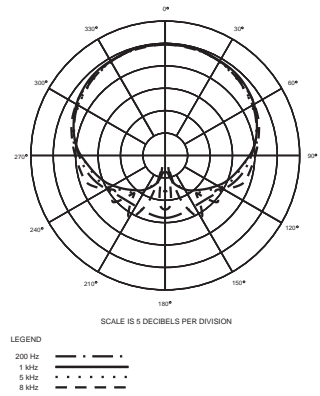 0°
330°
30°
300°
60°
270°
90°
240°
120°
210°
150°
180°
SCALE IS 5 DECIBELS PER DIVISION
LEGEND
200 Hz
1 kHz
5 kHz
8 kHz